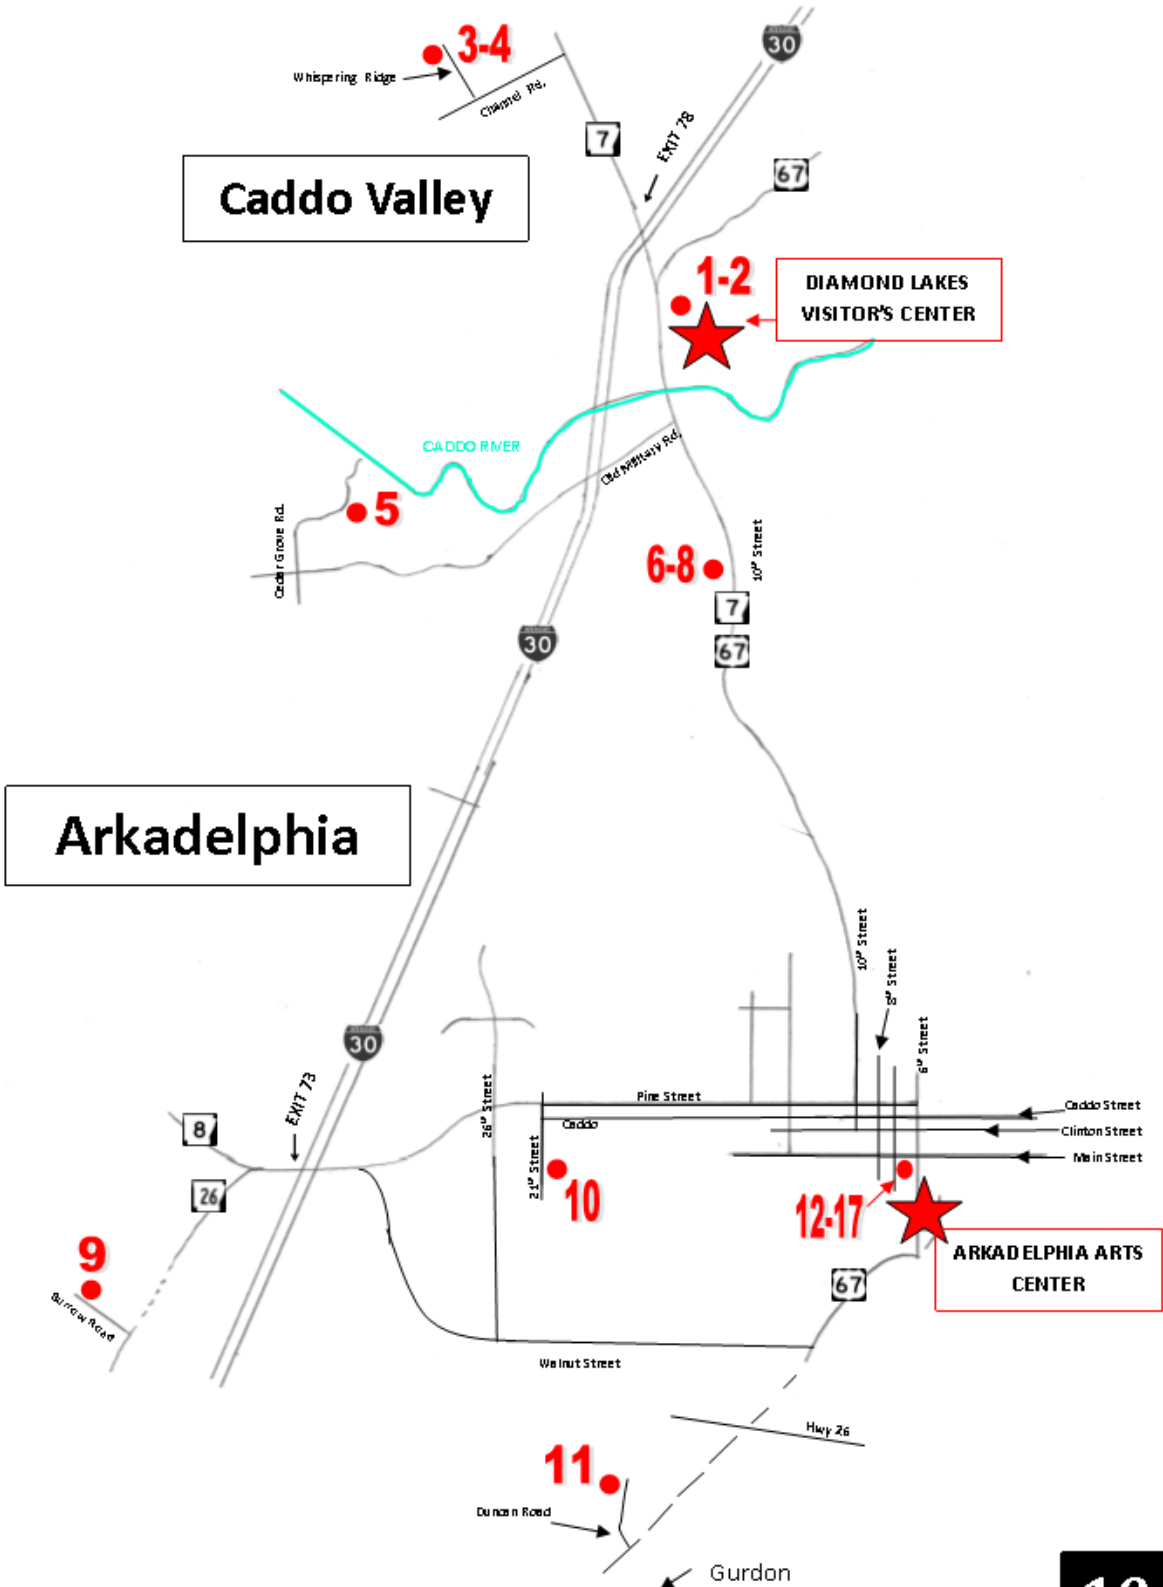 30
3-4
Whispering Ridge
Channel Rd.
7
EXIT 78
67
Caddo Valley
1-2
DIAMOND LAKES
VISITOR'S CENTER
CADDO RIVER
Old Military Rd.
5
Cedar Grove Rd.
6-8
10th Street
7
67
30
Arkadelphia
10th Street
8th Street
6th Street
30
EXIT 73
26th Street
Pine Street
Caddo Street
Caddo
Clinton Street
8
Main Street
21st Street
26
10
12-17
9
ARKADELPHIA ARTS
CENTER
67
Burrow Road
Walnut Street
Hwy 26
11
Duncan Road
Gurdon